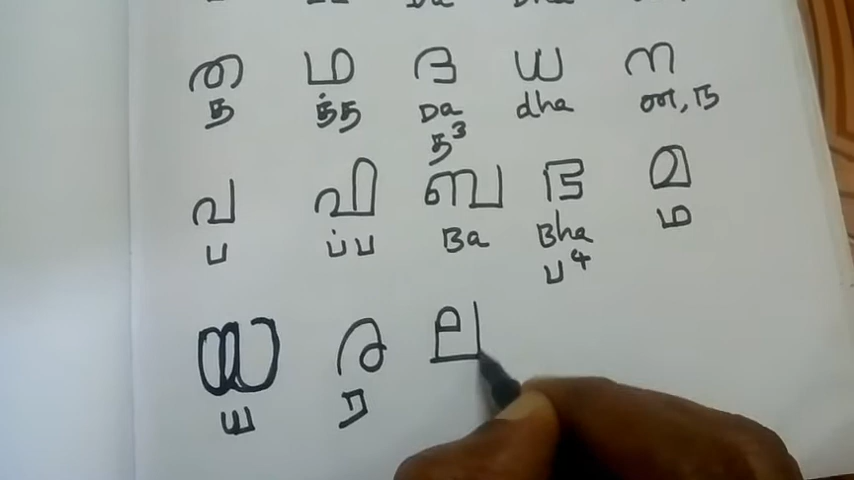 ത ഥ ദ ധ ന
த த்த Da dha ண, ந
த³
പ ഫ ബ ഭ മ
ப ப்ப Ba Bha ம
ப⁴
യ ര ല
ய ர